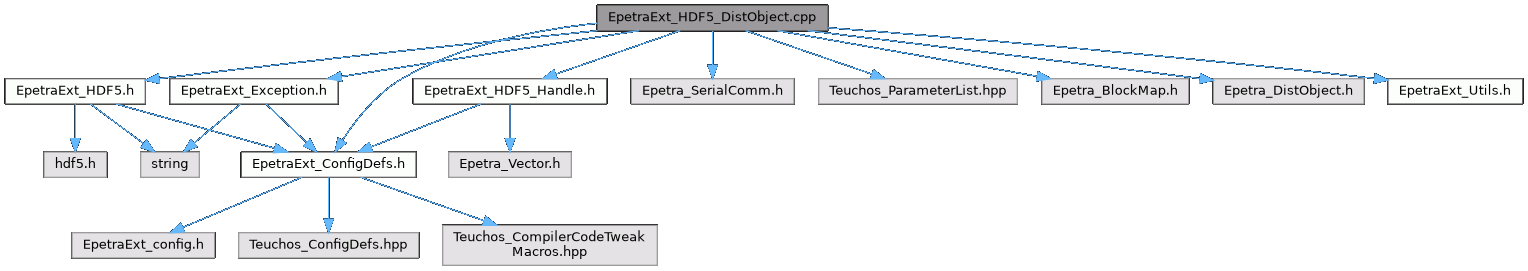 EpetraExt_HDF5_DistObject.cpp
EpetraExt_HDF5.h
EpetraExt_Exception.h
EpetraExt_HDF5_Handle.h
Epetra_SerialComm.h
Teuchos_ParameterList.hpp
Epetra_BlockMap.h
Epetra_DistObject.h
EpetraExt_Utils.h
hdf5.h
string
EpetraExt_ConfigDefs.h
Epetra_Vector.h
EpetraExt_config.h
Teuchos_ConfigDefs.hpp
Teuchos_CompilerCodeTweak
Macros.hpp